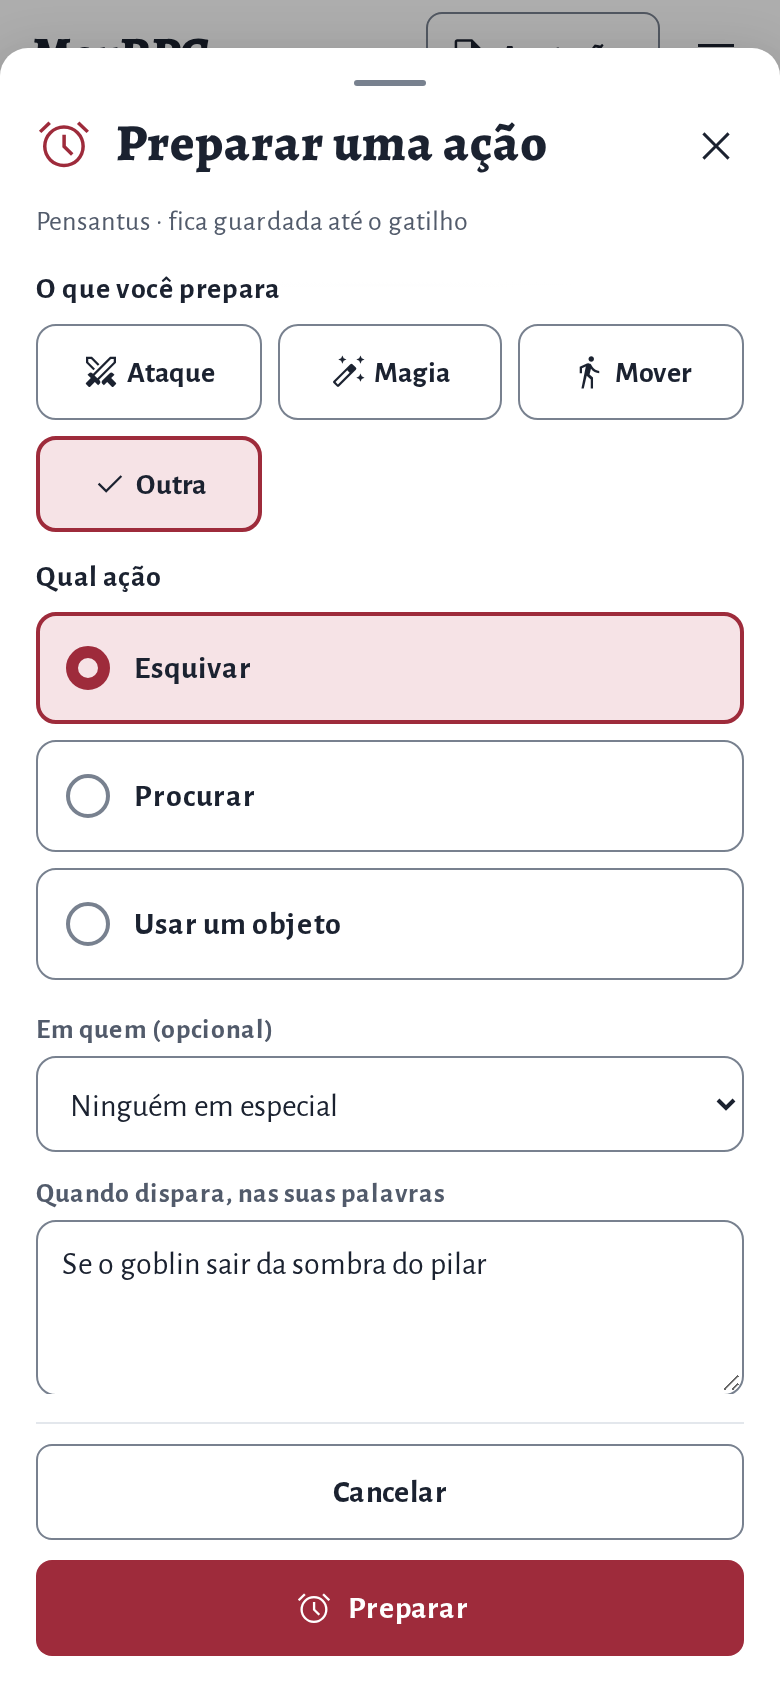 Preparar uma ação
Pensantus · fica guardada até o gatilho
O que você prepara
Ataque
Magia
Mover
Outra
Qual ação
Esquivar
Procurar
Usar um objeto
Em quem (opcional)
Ninguém em especial
Quando dispara, nas suas palavras
Se o goblin sair da sombra do pilar
Cancelar
Preparar